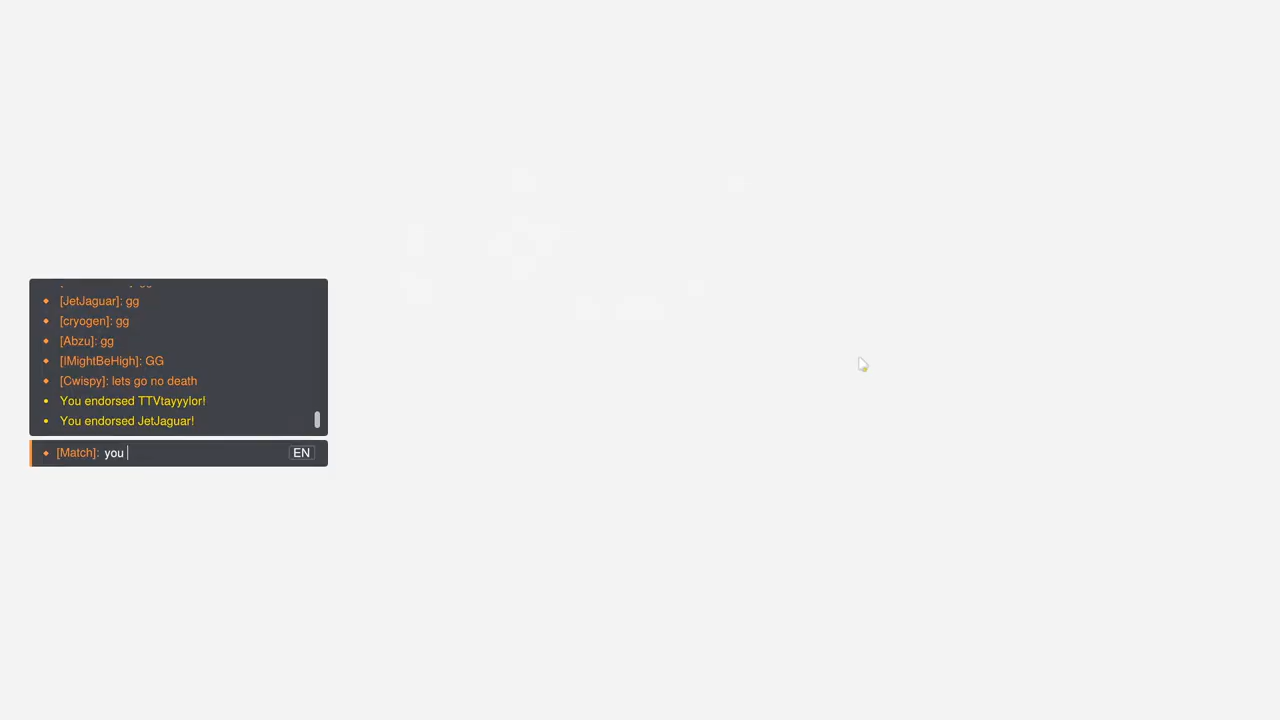 [JetJaguar]: gg
[cryogen]: gg
[Abzu]: gg
[IMightBeHigh]: GG
[Cwispy]: lets go no death
You endorsed TTVtayyylor!
You endorsed JetJaguar!
[Match]: you
EN